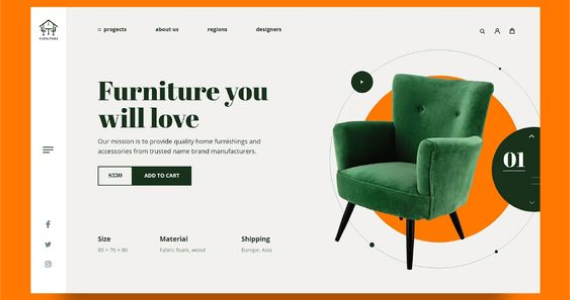 projects
about us
regions
designers
Furniture you
will love
Our mission is to provide quality home furnishings and
accessories from trusted name brand manufacturers.
ADD TO CART
01
Size
Material
Shipping
85 × 70 × 80
Fabric foam, wood
Europe, Asia